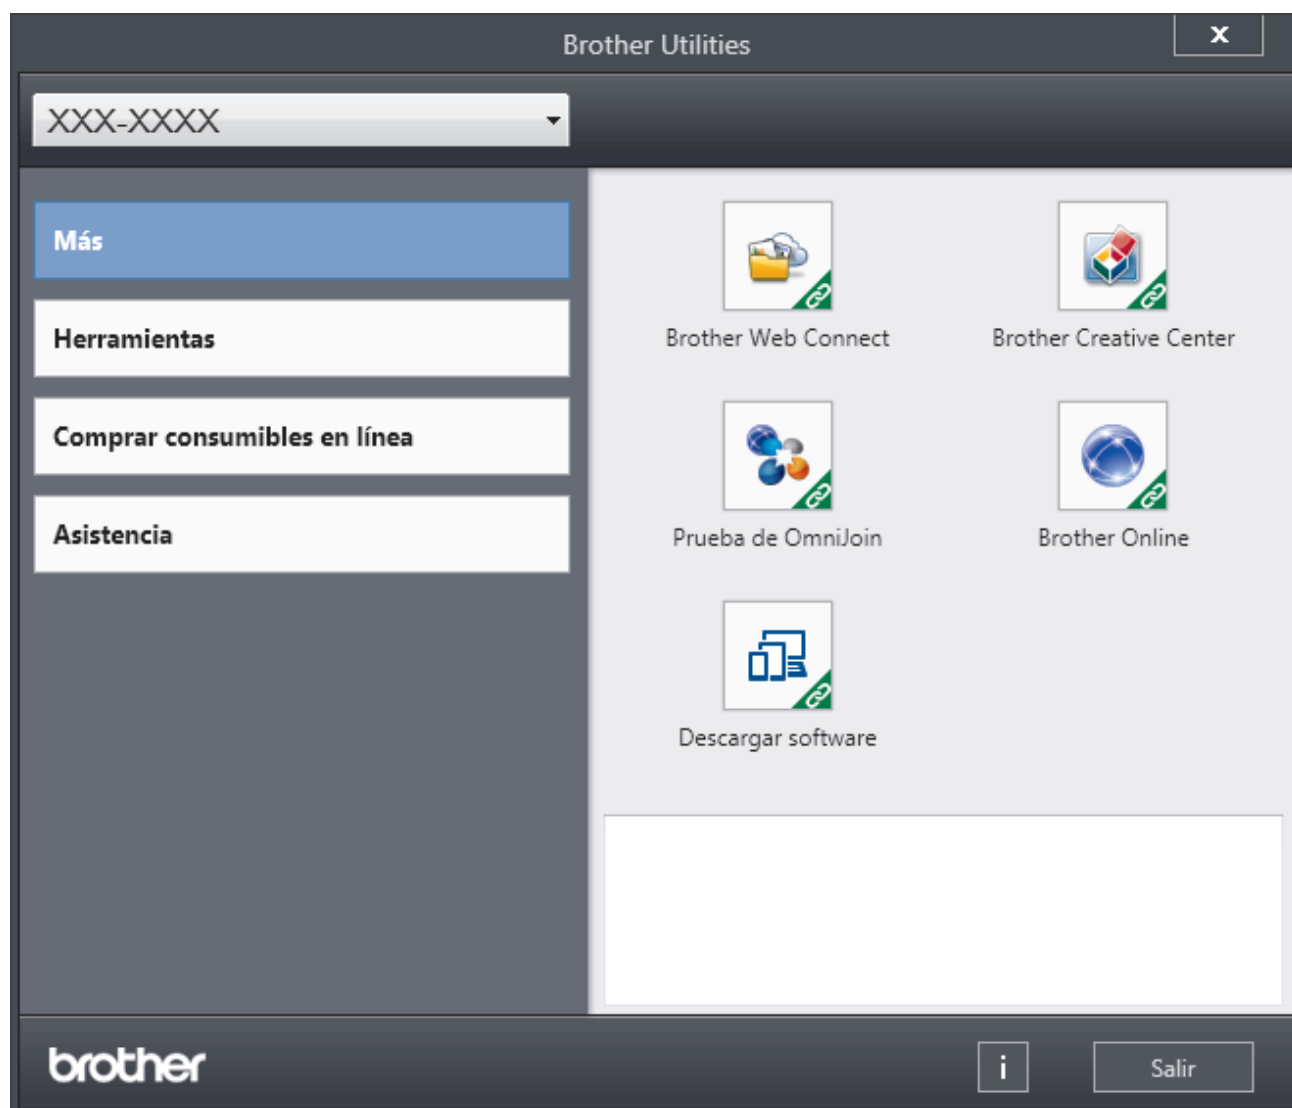 Brother Utilities
X
XXX-XXXX
Más
Herramientas
Comprar consumibles en línea
Asistencia
Brother Web Connect
Brother Creative Center
Prueba de OmniJoin
Brother Online
Descargar software
brother
i
Salir